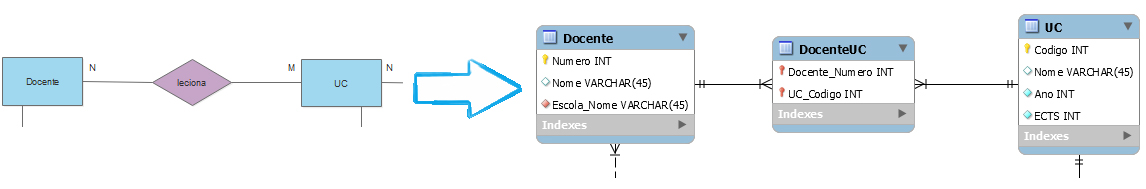 Docente
N
leciona
M
UC
N
Docente
Numero INT
Nome VARCHAR(45)
Escola_Nome VARCHAR(45)
Indexes
DocenteUC
Docente_Numero INT
UC_Codigo INT
Indexes
UC
Codigo INT
Nome VARCHAR(45)
Ano INT
ECTS INT
Indexes